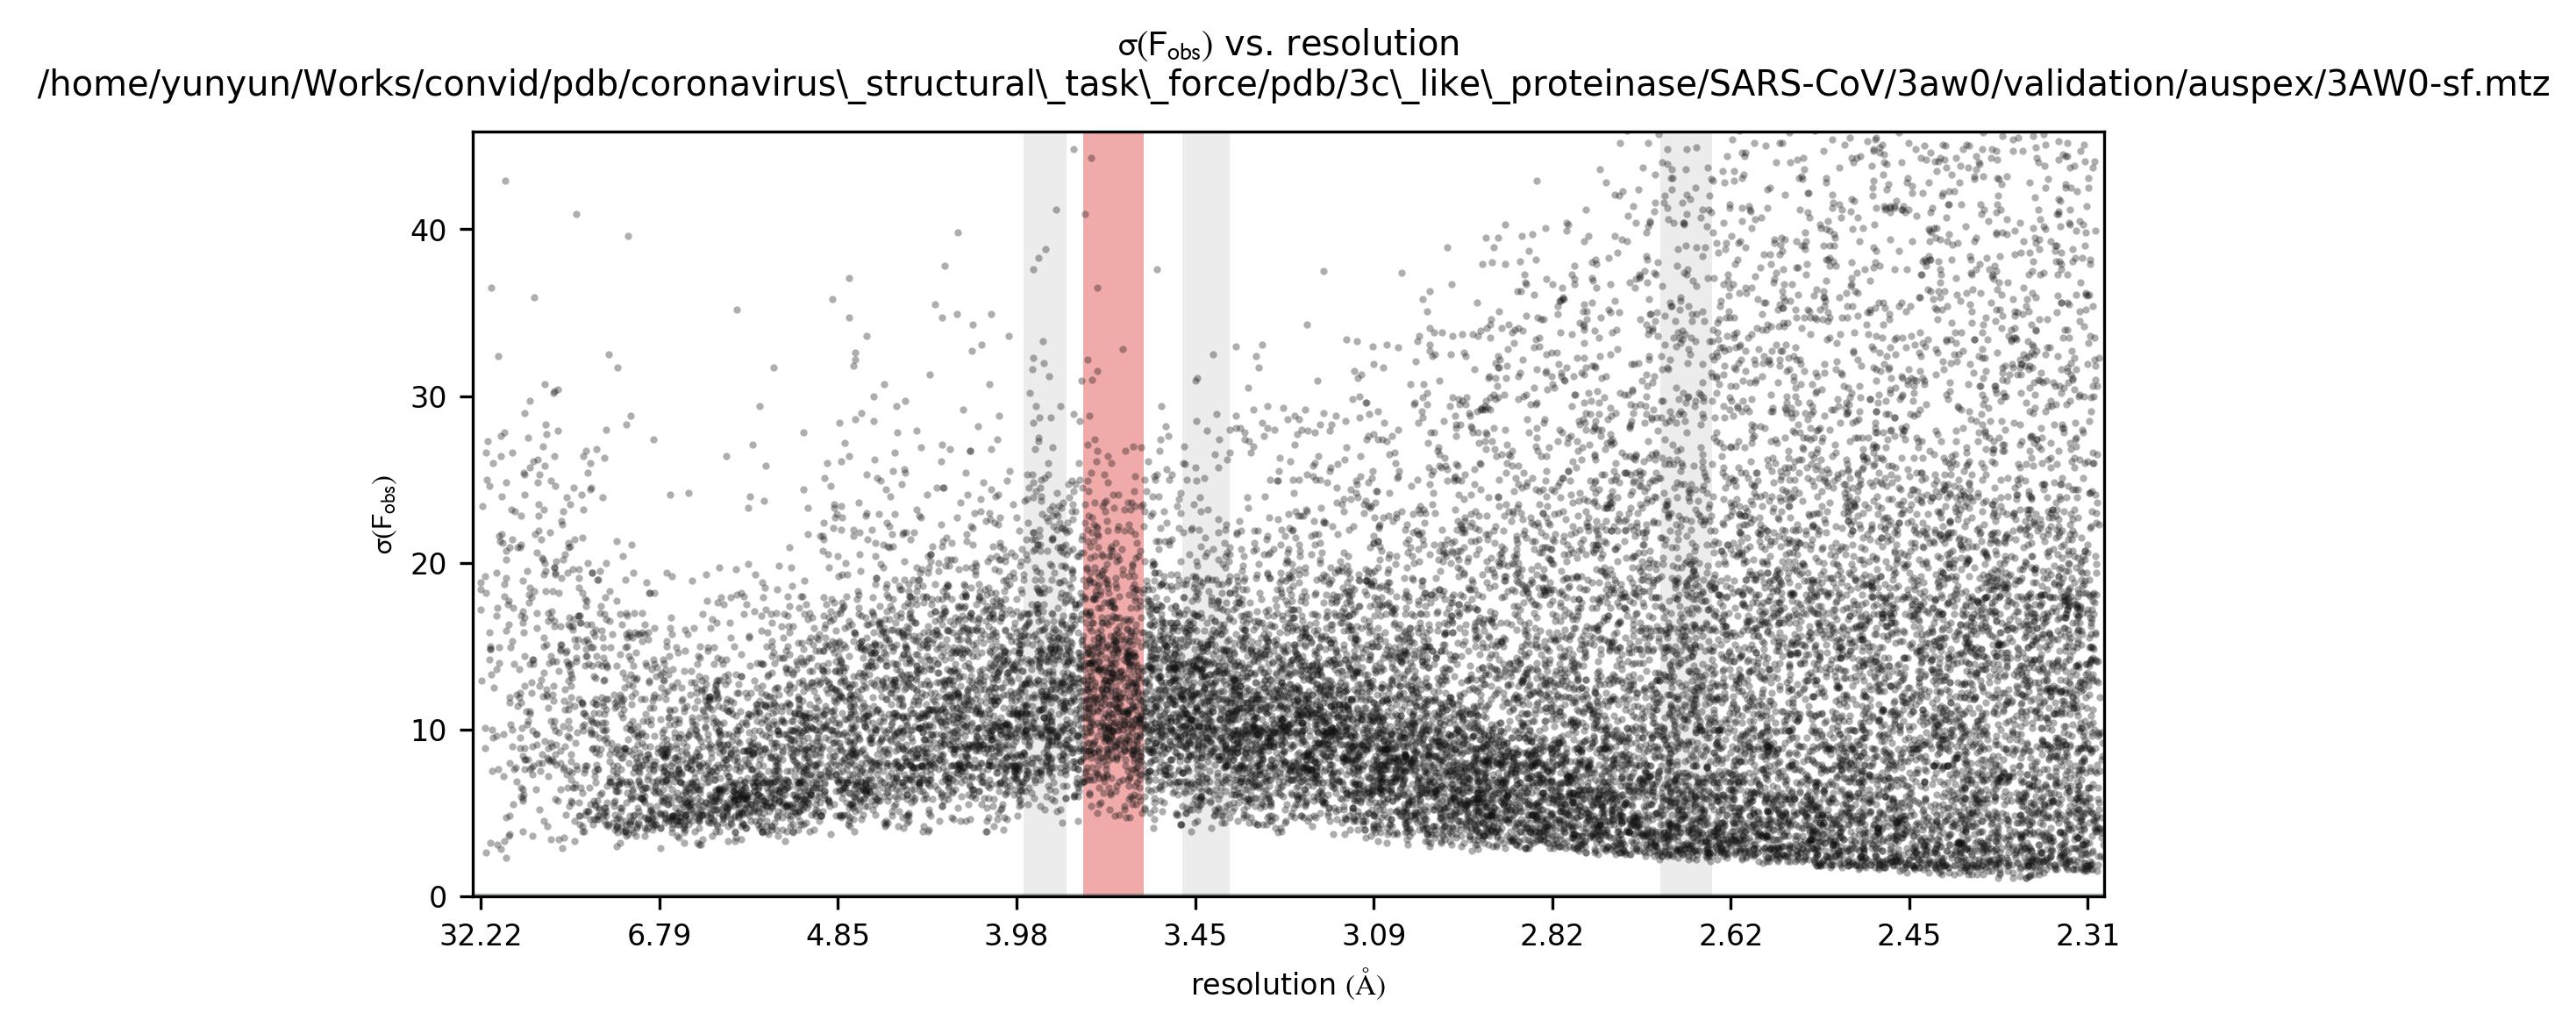 σ(Fobs) vs. resolution
/home/yunyun/Works/convid/pdb/coronavirus\_structural\_task\_force/pdb/3c\_like\_proteinase/SARS-CoV/3aw0/validation/auspex/3AW0-sf.mtz
40
30
20
10
0
σ(Fobs)
32.22 6.79 4.85 3.98 3.45 3.09 2.82 2.62 2.45 2.31
resolution (Å)